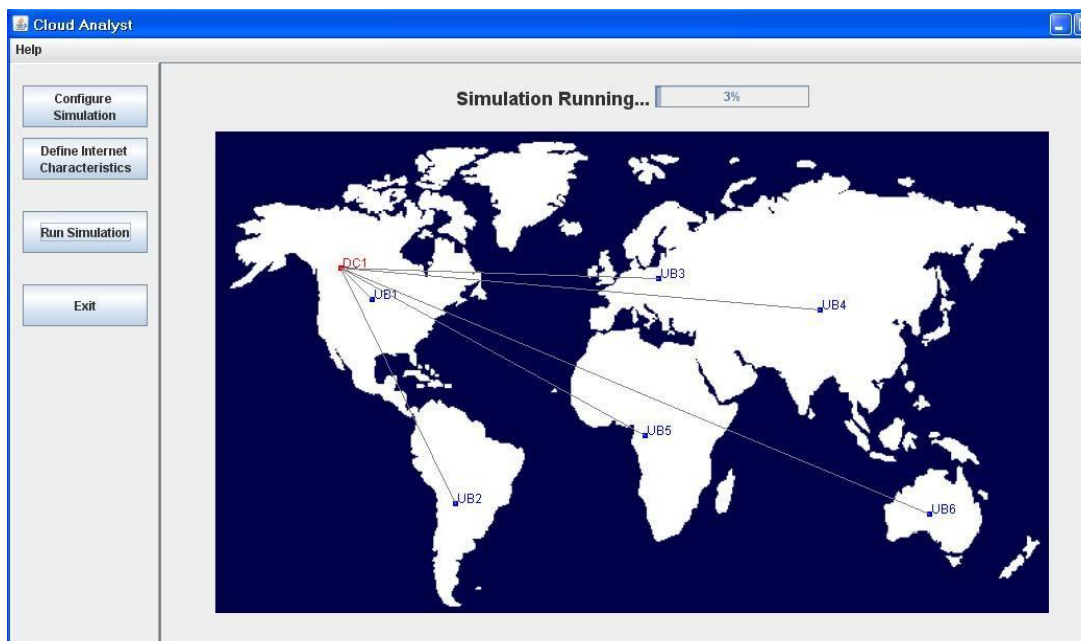 Cloud Analyst
Help
Configure
Simulation
Define Internet
Characteristics
Run Simulation
Exit
Simulation Running... 3%
DC1
UB1
UB3
UB4
UB5
UB2
UB6